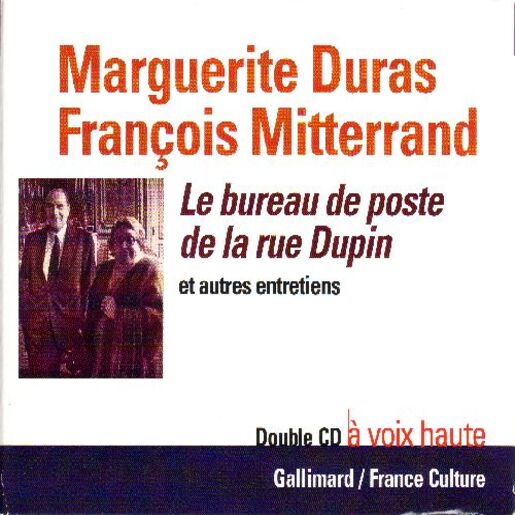 Marguerite Duras
François Mitterrand
Le bureau de poste
de la rue Dupin
et autres entretiens
Double CD à voix haute
Gallimard / France Culture